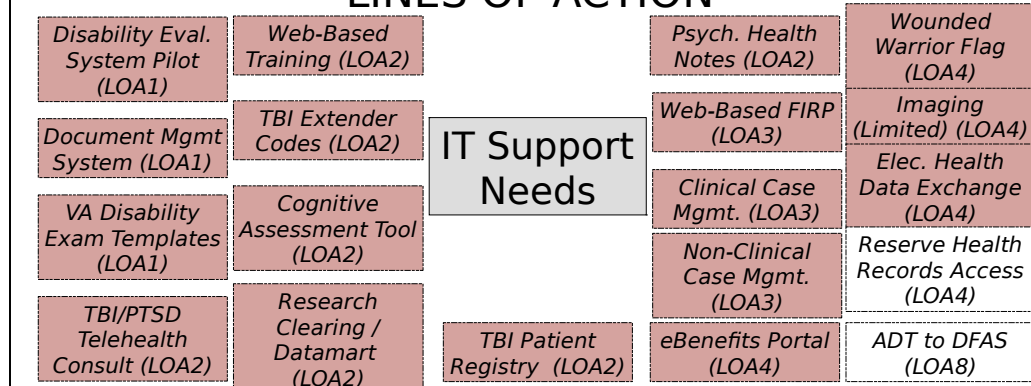 LINES OF ACTION
Disability Eval.
System Pilot
(LOA1)
Document Mgmt
System (LOA1)
VA Disability
Exam Templates
(LOA1)
TBI/PTSD
Telehealth
Consult (LOA2)
Web-Based
Training (LOA2)
TBI Extender
Codes (LOA2)
Cognitive
Assessment Tool
(LOA2)
Research
Clearing /
Datamart
(LOA2)
IT Support
Needs
TBI Patient
Registry (LOA2)
Psych. Health
Notes (LOA2)
Web-Based FIRP
(LOA3)
Clinical Case
Mgmt. (LOA3)
Non-Clinical
Case Mgmt.
(LOA3)
eBenefits Portal
(LOA4)
Wounded
Warrior Flag
(LOA4)
Imaging
(Limited) (LOA4)
Elec. Health
Data Exchange
(LOA4)
Reserve Health
Records Access
(LOA4)
ADT to DFAS
(LOA8)